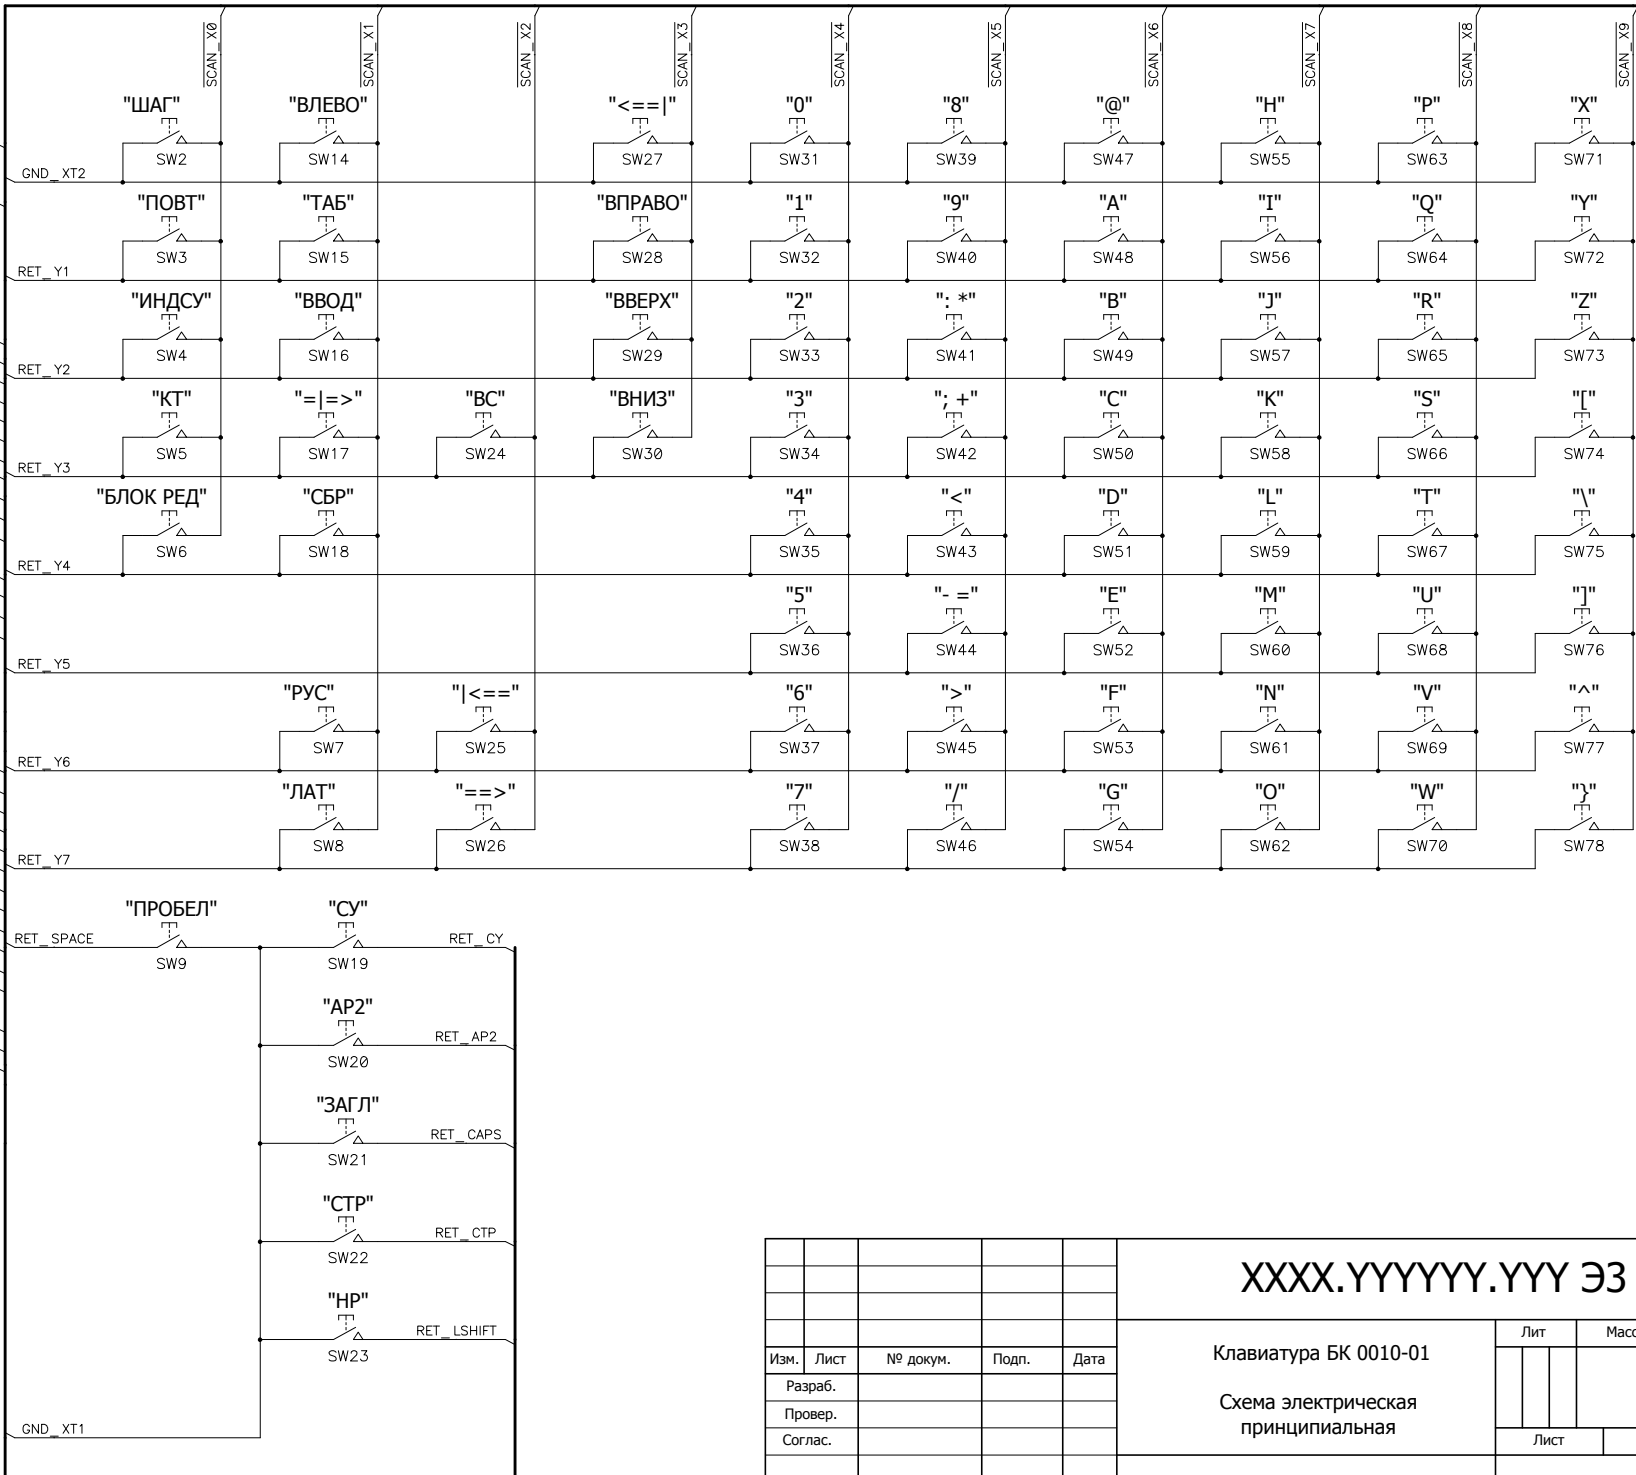 SCAN_X0 SCAN_X1 SCAN_X2 SCAN_X3 SCAN_X4 SCAN_X5 SCAN_X6 SCAN_X7 SCAN_X8 SCAN_X9
"ШАГ" "ВЛЕВО" "<==|" "0" "8" "@" "H" "P" "X"
SW2 SW14 SW27 SW31 SW39 SW47 SW55 SW63 SW71
GND_XT2
"ПОВТ" "ТАБ" "ВПРАВО" "1" "9" "A" "I" "Q" "Y"
SW3 SW15 SW28 SW32 SW40 SW48 SW56 SW64 SW72
RET_Y1
"ИНДСУ" "ВВОД" "ВВЕРХ" "2" ": *" "B" "J" "R" "Z"
SW4 SW16 SW29 SW33 SW41 SW49 SW57 SW65 SW73
RET_Y2
"КТ" "=|=>" "ВС" "ВНИЗ" "3" "; +" "C" "K" "S" "["
SW5 SW17 SW24 SW30 SW34 SW42 SW50 SW58 SW66 SW74
RET_Y3
"БЛОК РЕД" "СБР" "4" "<" "D" "L" "T" "\"
SW6 SW18 SW35 SW43 SW51 SW59 SW67 SW75
RET_Y4
"5" "- =" "E" "M" "U" "]"
SW36 SW44 SW52 SW60 SW68 SW76
RET_Y5
"РУС" "|<==" "6" ">" "F" "N" "V" "^"
SW7 SW25 SW37 SW45 SW53 SW61 SW69 SW77
RET_Y6
"ЛАТ" "==>" "7" "/" "G" "O" "W" "}"
SW8 SW26 SW38 SW46 SW54 SW62 SW70 SW78
RET_Y7
"ПРОБЕЛ" "СУ"
RET_SPACE RET_CY
SW9 SW19
"АР2"
RET_AP2
SW20
"ЗАГЛ"
RET_CAPS
SW21
"СТР"
RET_CTP
SW22
"НР"
RET_LSHIFT
SW23
GND_XT1
XXXX.YYYYYY.YYY Э3
Лит Масс
Изм. Лист № докум. Подп. Дата
Клавиатура БК 0010-01
Разраб.
Схема электрическая
Провер.
принципиальная
Соглас.
Лист